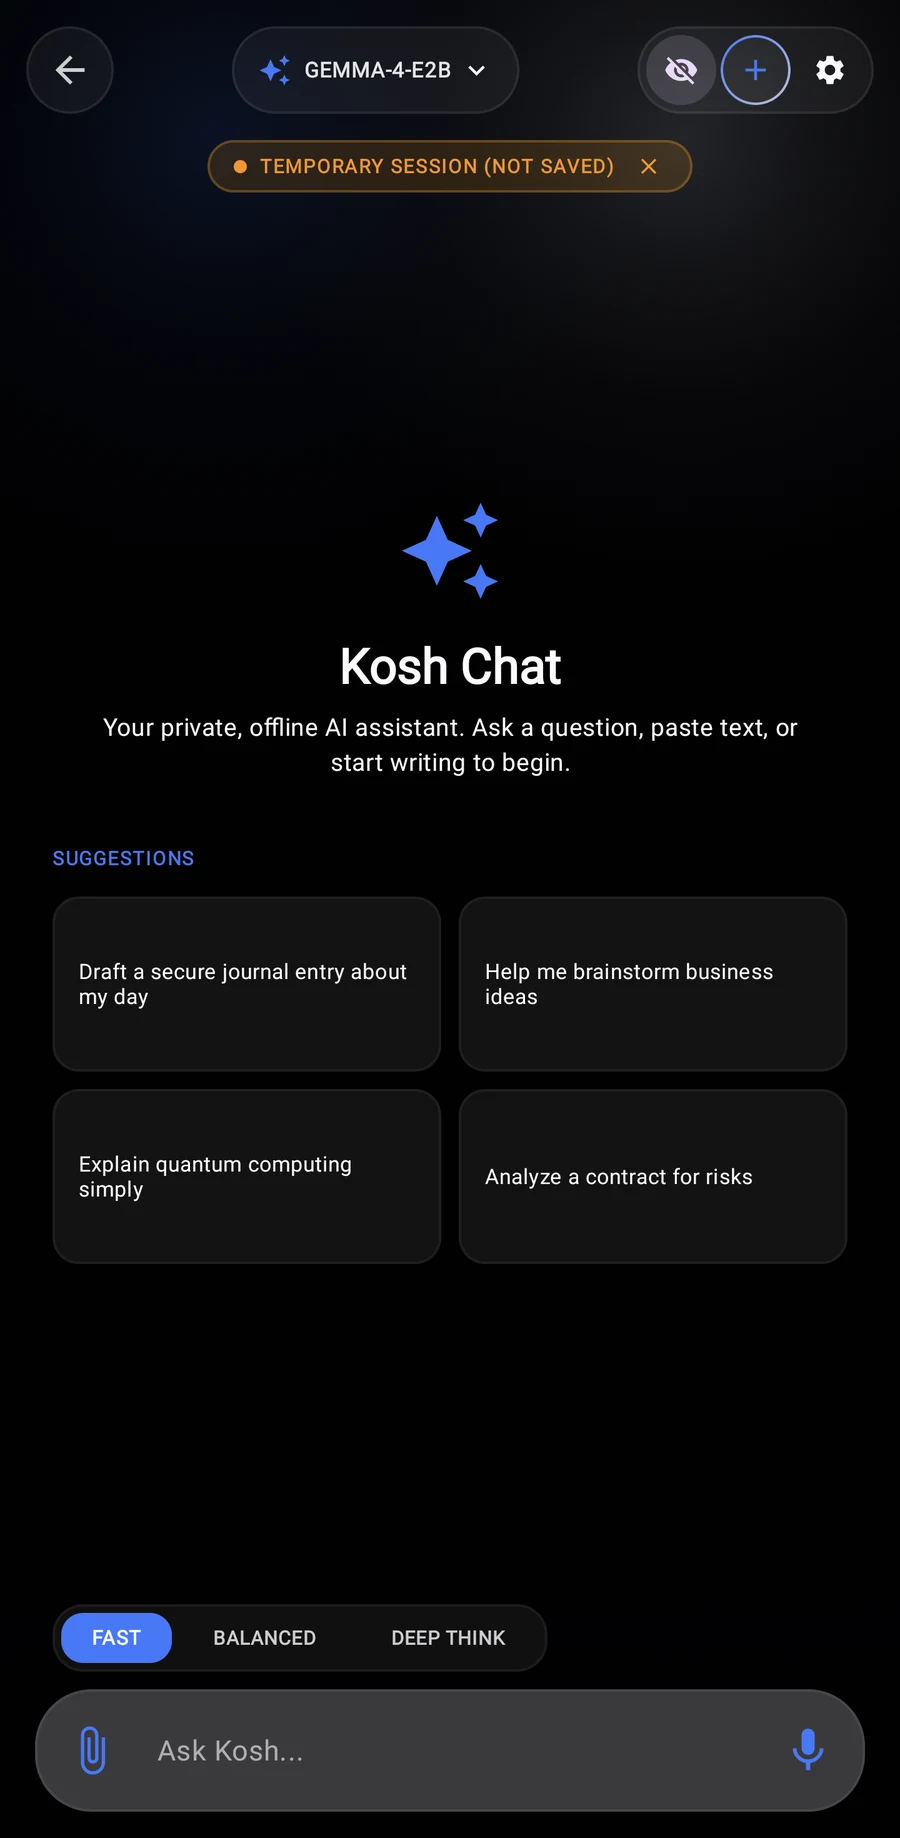 GEMMA-4-E2B
TEMPORARY SESSION (NOT SAVED)
Kosh Chat
Your private, offline AI assistant. Ask a question, paste text, or
start writing to begin.
SUGGESTIONS
Draft a secure journal entry about
my day
Help me brainstorm business
ideas
Explain quantum computing
simply
Analyze a contract for risks
FAST
BALANCED
DEEP THINK
Ask Kosh...